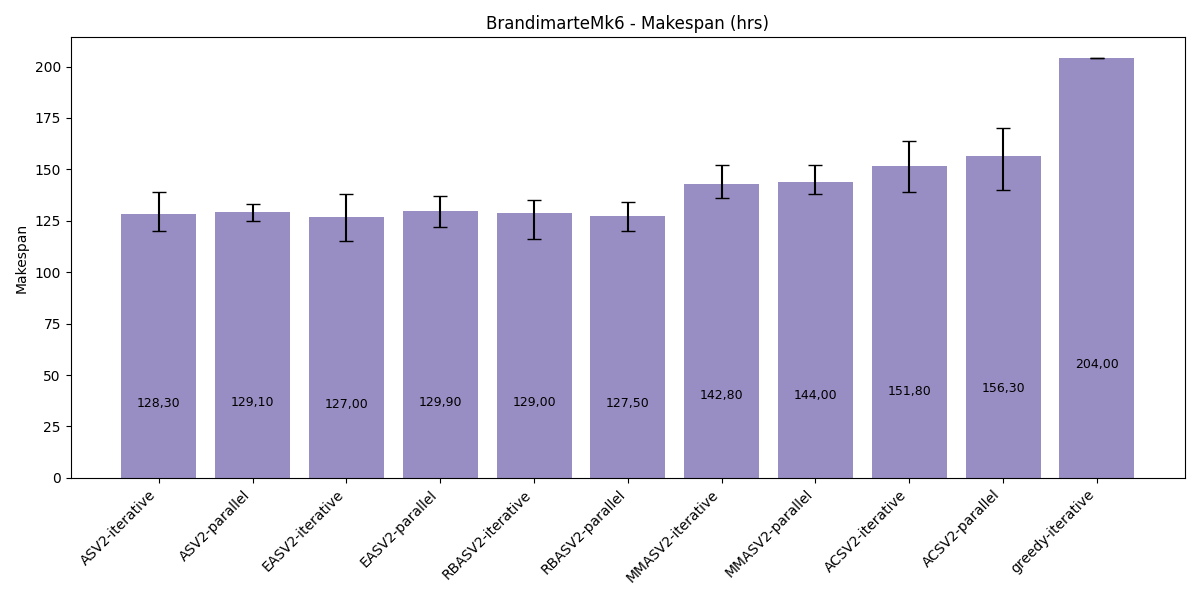 BrandimarteMk6 - Makespan (hrs)
Makespan
200
175
150
125
100
75
50
25
0
128,30
129,10
127,00
129,90
129,00
127,50
142,80
144,00
151,80
156,30
204,00
ASV2-iterative
ASV2-parallel
EASV2-iterative
EASV2-parallel
RBASV2-iterative
RBASV2-parallel
MMASV2-iterative
MMASV2-parallel
ACSV2-iterative
ACSV2-parallel
greedy-iterative